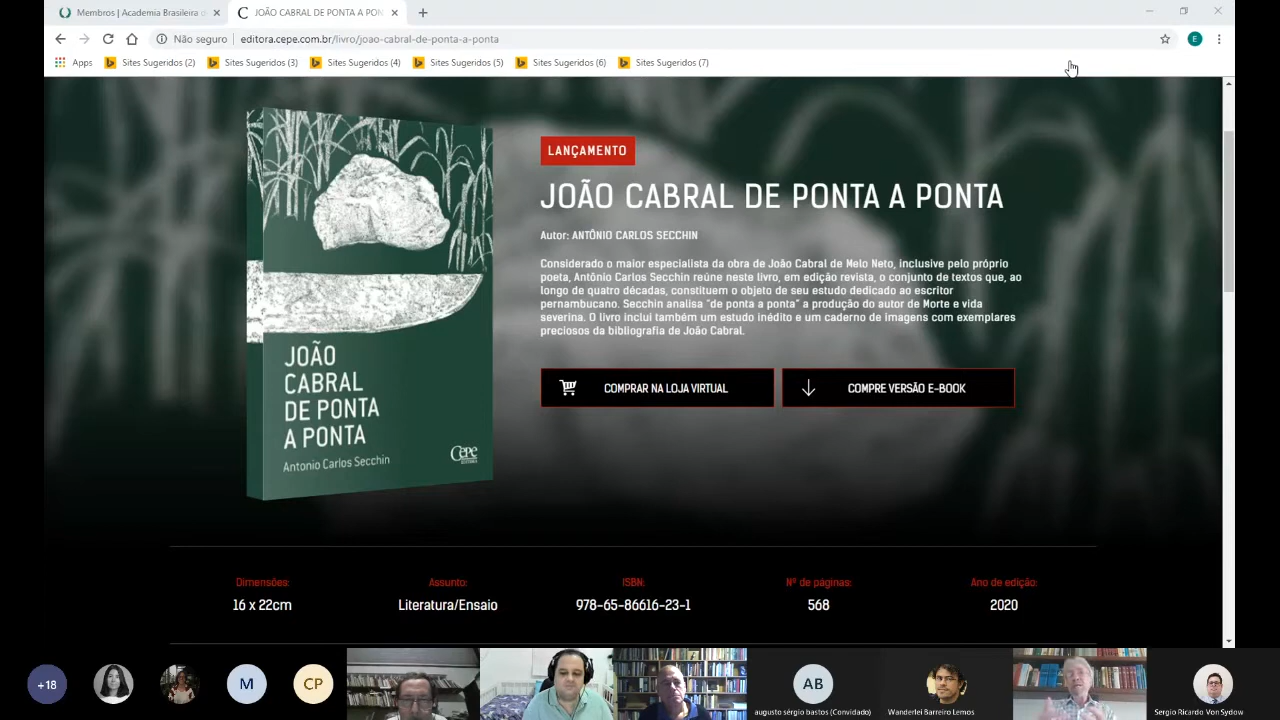 Membros | Academia Brasileira
JOÃO CABRAL DE PONTA A PON
Não seguro
editora.cepe.com.br/livro/joao-cabral-de-ponta-a-ponta
E
Apps
Sites Sugeridos (2)
Sites Sugeridos (3)
Sites Sugeridos (4)
Sites Sugeridos (5)
Sites Sugeridos (6)
Sites Sugeridos (7)
LANÇAMENTO
JOÃO CABRAL DE PONTA A PONTA
Autor: ANTÔNIO CARLOS SECCHIN
Considerado o maior especialista da obra de João Cabral de Melo Neto, inclusive pelo próprio
poeta, Antônio Carlos Secchin reúne neste livro, em edição revista, o conjunto de textos que, ao
longo de quatro décadas, constituem o objeto de seu estudo dedicado ao escritor
pernambucano. Secchin analisa "de ponta a ponta" a produção do autor de Morte e vida
severina. O livro inclui também um estudo inédito e um caderno de imagens com exemplares
preciosos da bibliografia de João Cabral.
COMPRAR NA LOJA VIRTUAL
COMPRE VERSÃO E-BOOK
JOÃO
CABRAL
DE PONTA
A PONTA
Antonio Carlos Secchin
Cepe
Dimensões:
16 x 22cm
Assunto:
Literatura/Ensaio
ISBN:
978-65-86616-23-1
Nº de páginas:
568
Ano de edição:
2020
+18
M
CP
AB
augusto sérgio bastos (Convidado)
Wanderlei Barreiro Lemos
Sergio Ricardo Von Sydow